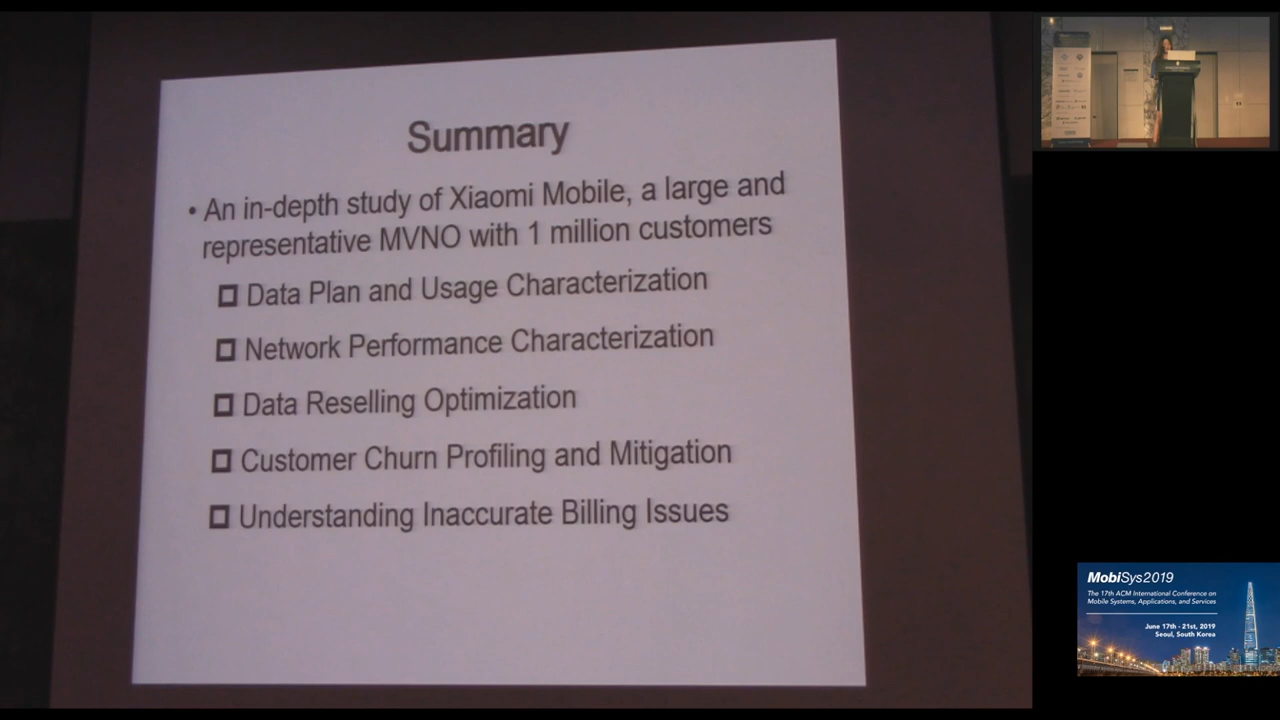 Summary
• An in-depth study of Xiaomi Mobile, a large and
representative MVNO with 1 million customers
Data Plan and Usage Characterization
Network Performance Characterization
Data Reselling Optimization
Customer Churn Profiling and Mitigation
Understanding Inaccurate Billing Issues
MobiSys2019
The 17th ACM International Conference on
Mobile Systems, Applications, and Services
June 17th - 21st, 2019
Seoul, South Korea